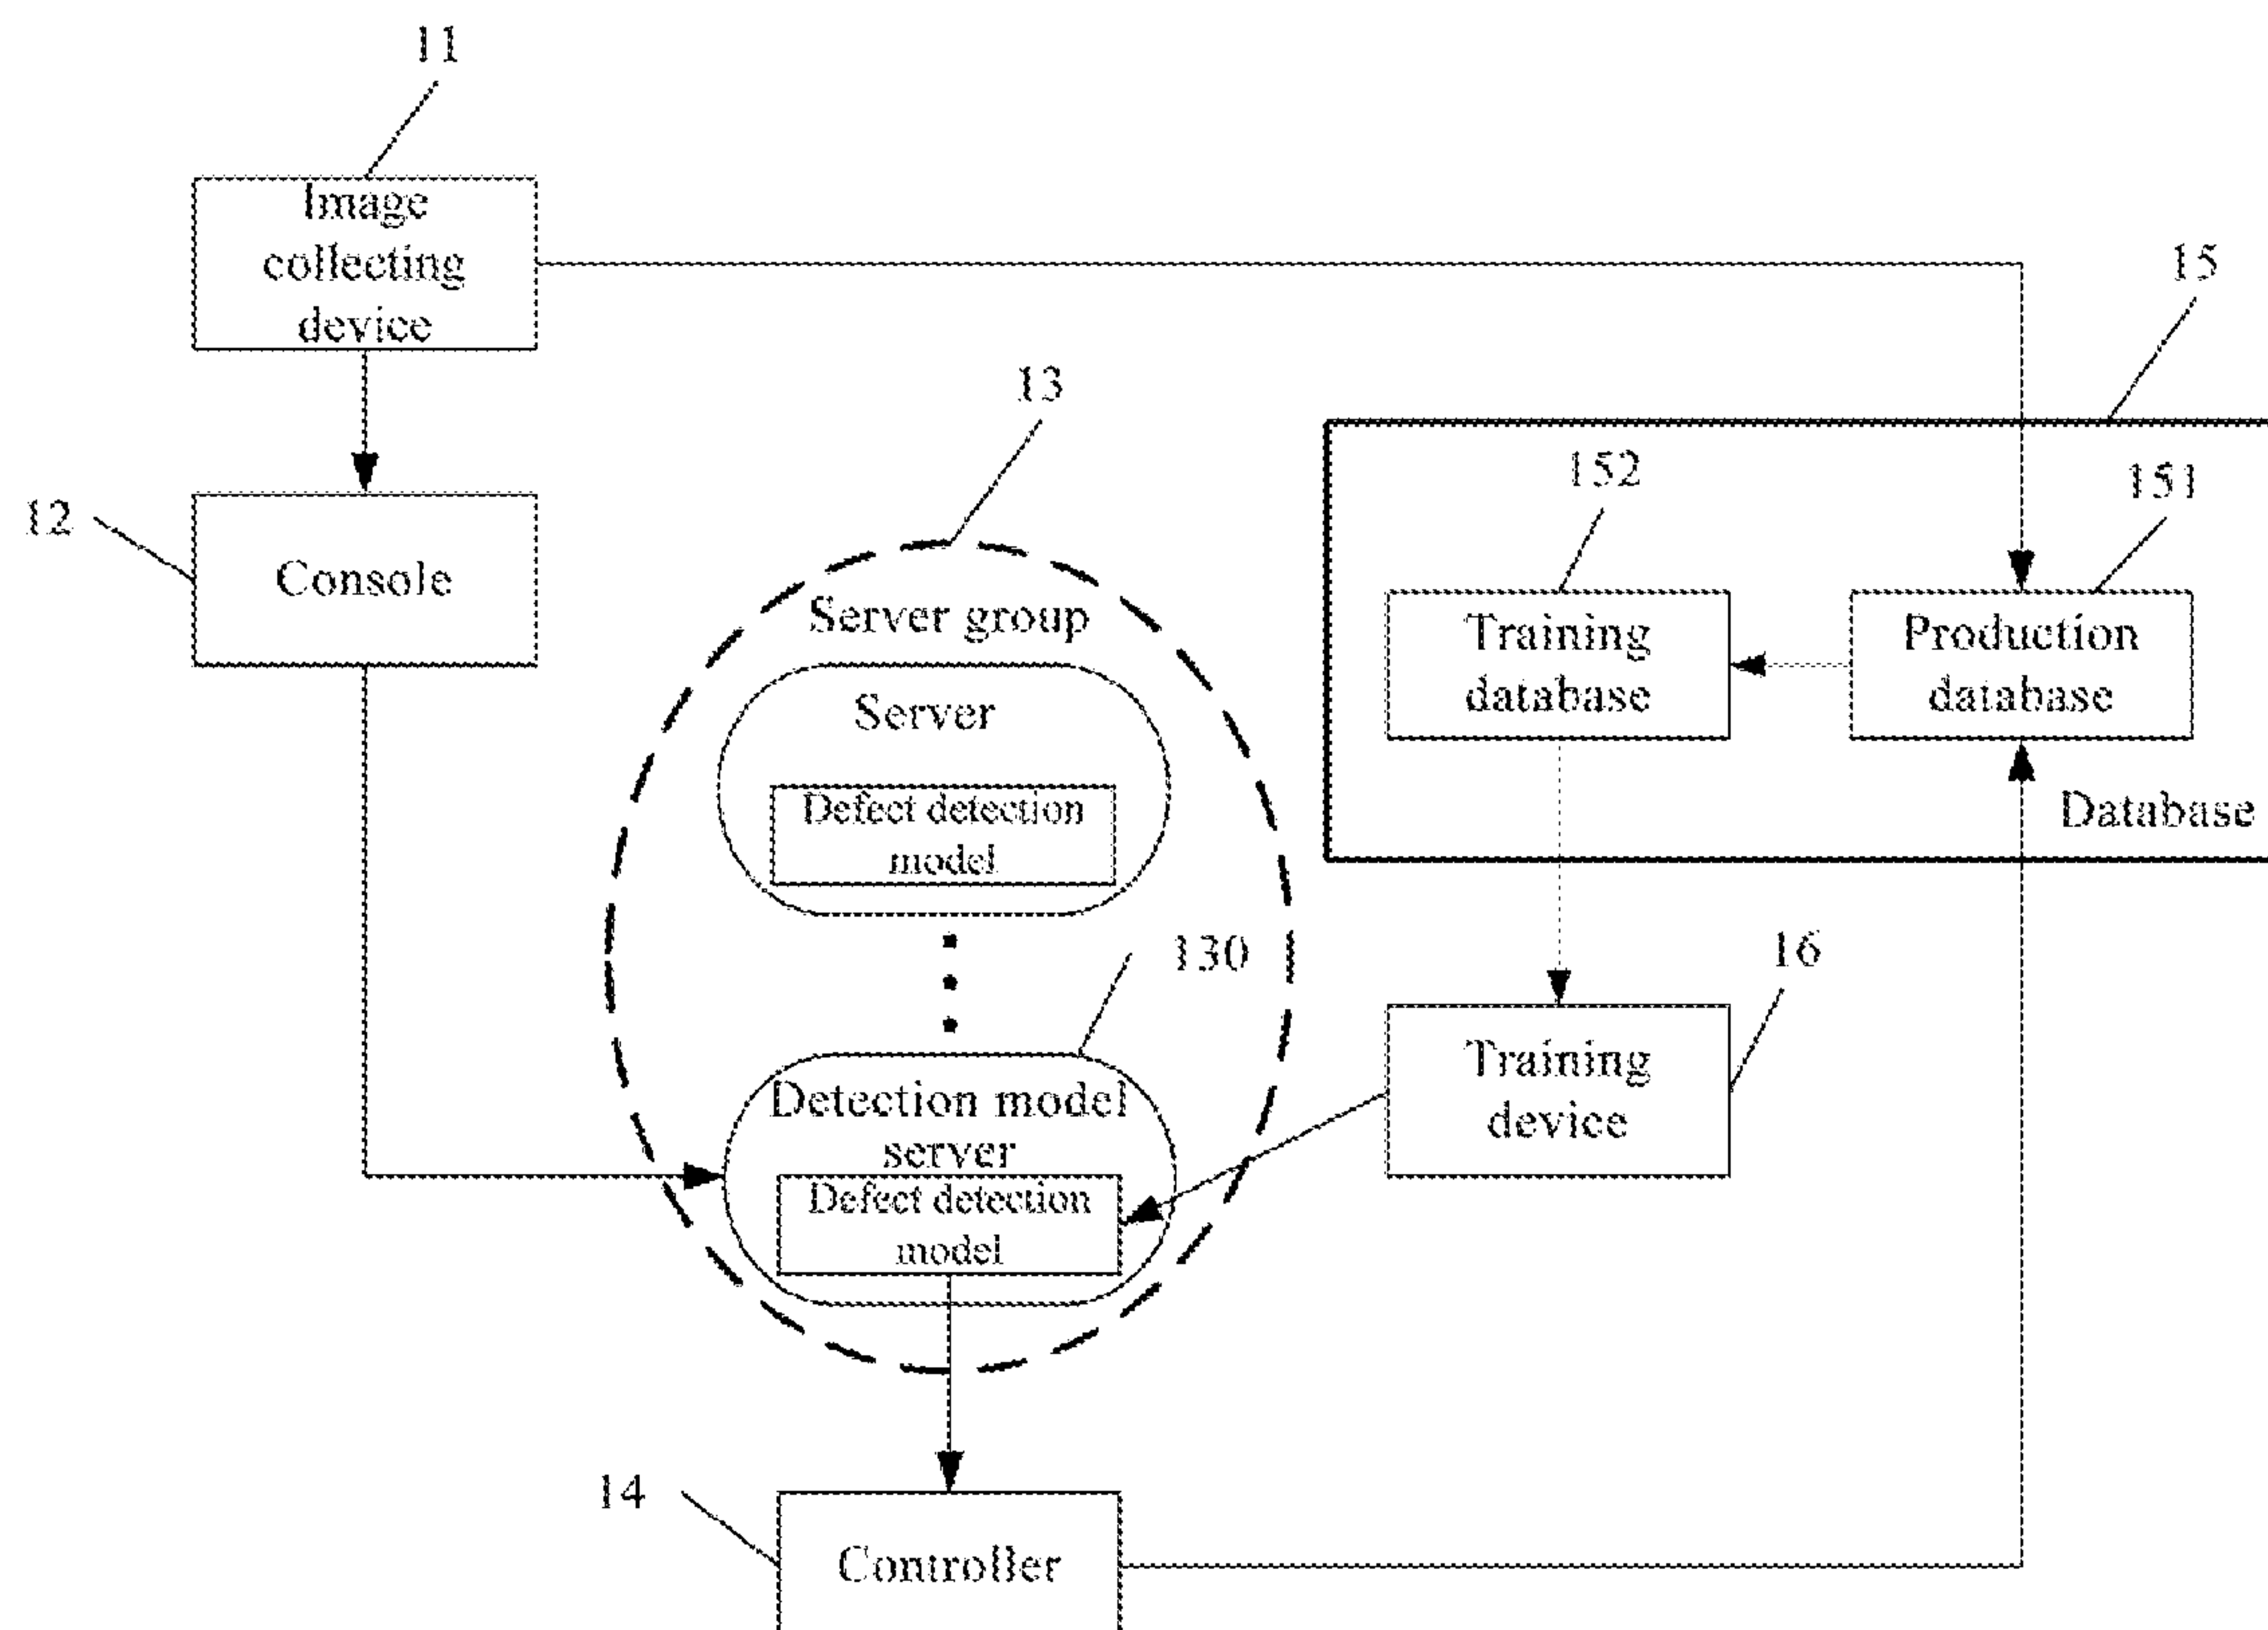 11
Image
collecting
device
15
13
152
151
12
Console
Server group
Training
database
Production
database
Server
Defect detection
model
Database
130
16
Training
device
Detection model
server
Defect detection
model
14
Controller